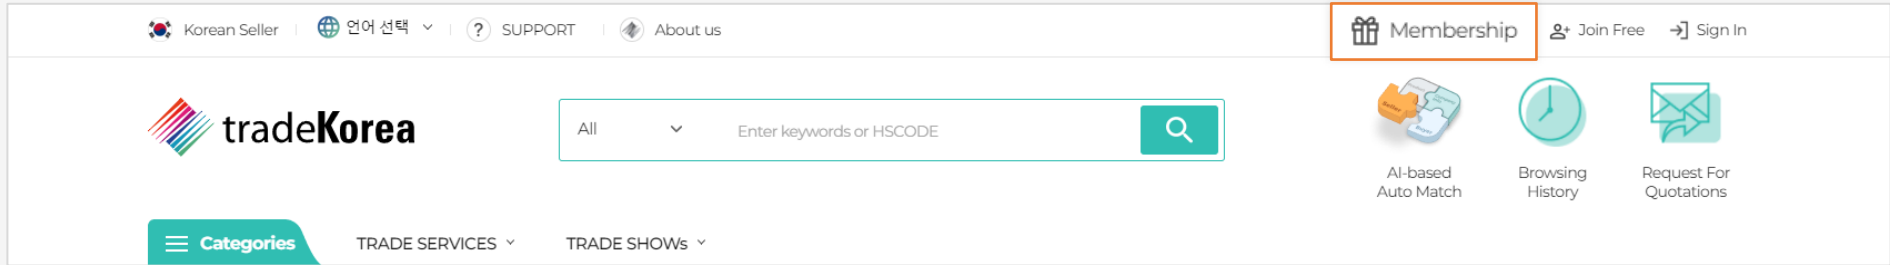 Korean Seller
언어 선택
SUPPORT
About us
Membership
Join Free
Sign In
tradeKorea
All
Enter keywords or HSCODE
AI-based
Auto Match
Browsing
History
Request For
Quotations
Categories
TRADE SERVICES
TRADE SHOWs